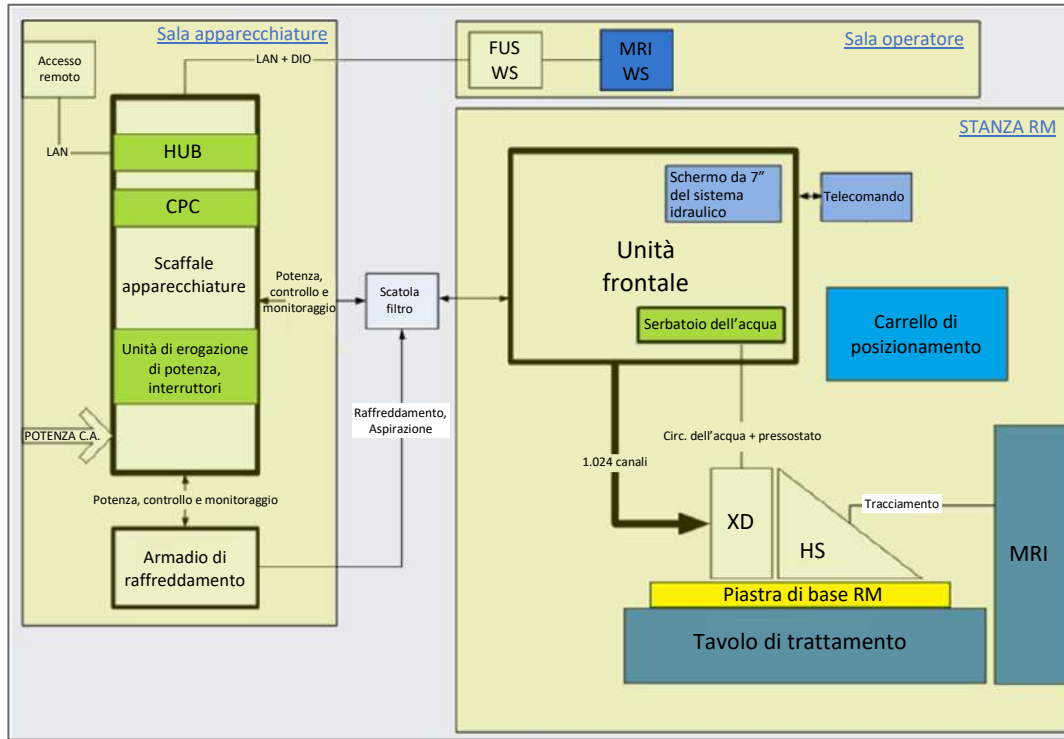 Sala apparecchiature
Accesso
remoto
LAN + DIO
LAN
HUB
CPC
Scaffale
apparecchiature
Unità di erogazione
di potenza,
interruttori
POTENZA C.A.
Potenza, controllo e monitoraggio
Armadio di
raffreddamento
Potenza,
controllo e
monitoraggio
Scatola
filtro
Raffreddamento,
Aspirazione
FUS
WS
MRI
WS
Sala operatore
STANZA RM
Schermo da 7”
del sistema
idraulico
Telecomando
Unità
frontale
Serbatoio dell’acqua
Carrello di
posizionamento
Circ. dell’acqua + pressostato
1.024 canali
XD
HS
Tracciamento
MRI
Piastra di base RM
Tavolo di trattamento